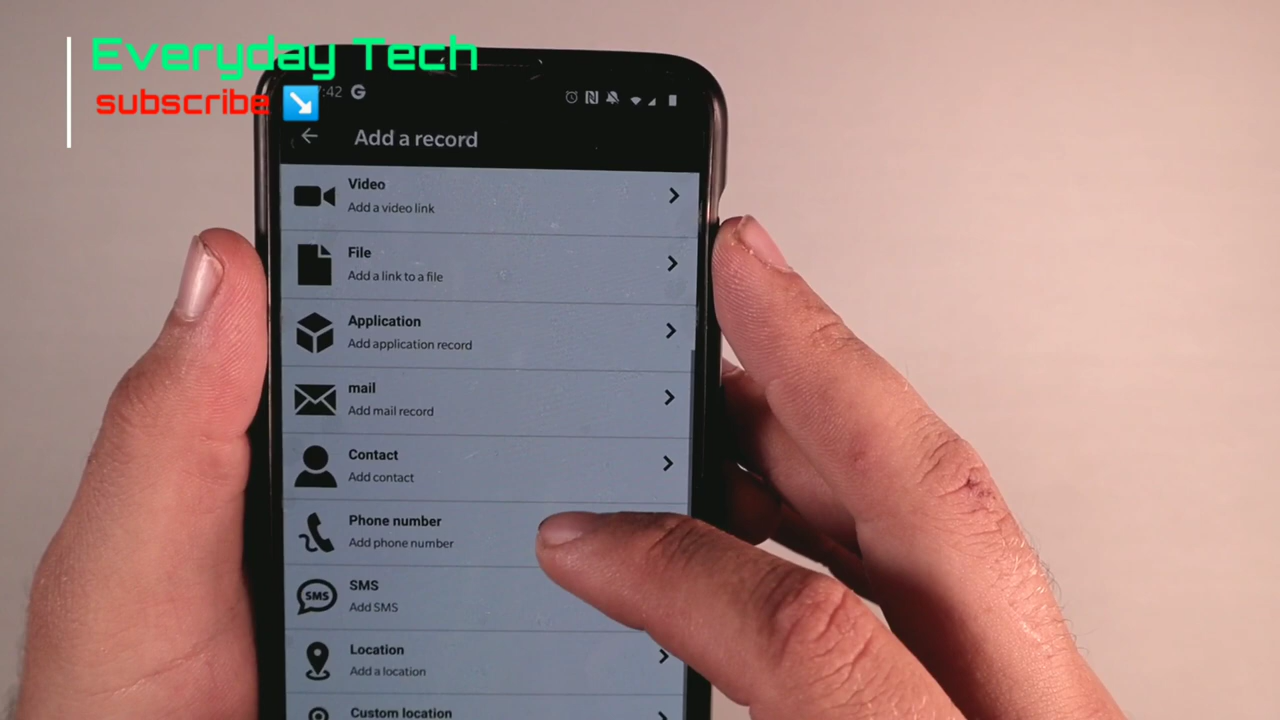 Everyday Tech
subscribe
:42 G
Add a record
Video
Add a video link
File
Add a link to a file
Application
Add application record
mail
Add mail record
Contact
Add contact
Phone number
Add phone number
SMS
SMS
Add SMS
Location
Add a location
Custom location